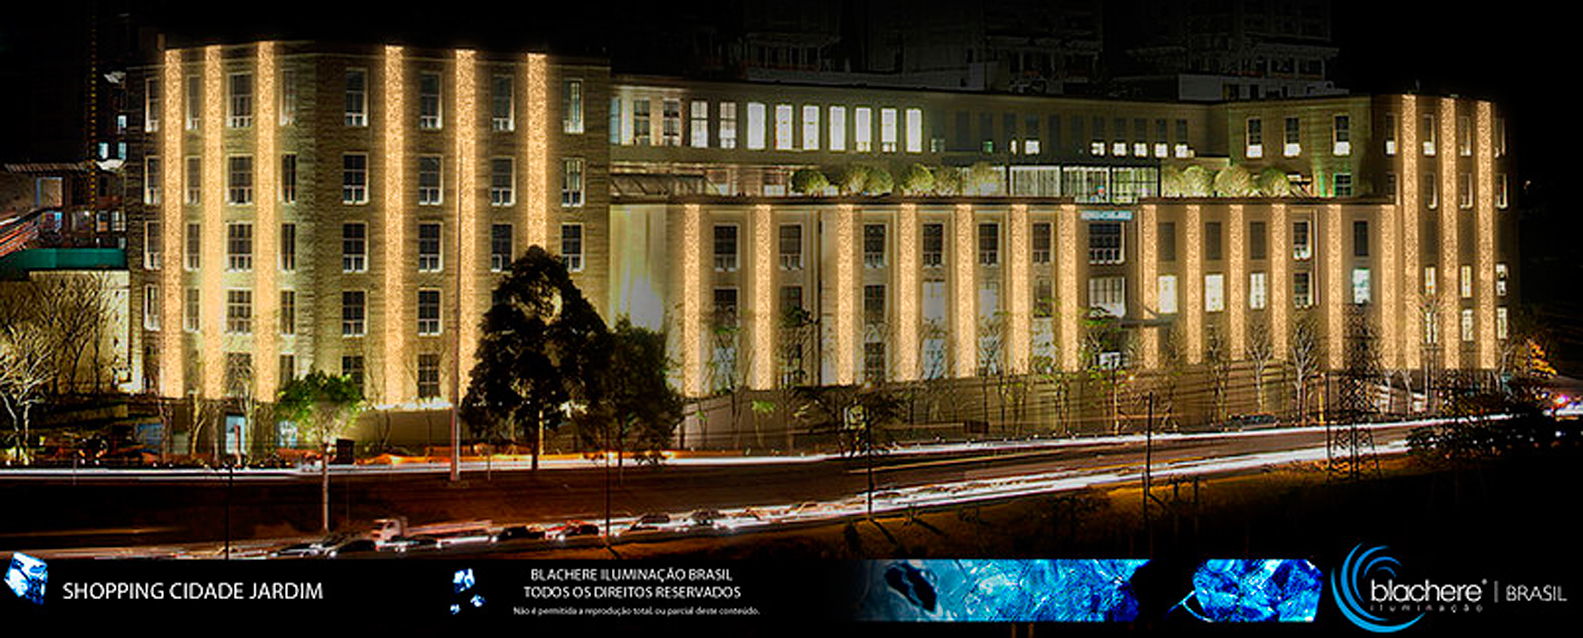 SHOPPING CIDADE JARDIM
BLACHERE ILUMINAÇÃO BRASIL
TODOS OS DIREITOS RESERVADOS
Não é permitida a reprodução total, ou parcial deste conteúdo.
blachere® | BRASIL
iluminação